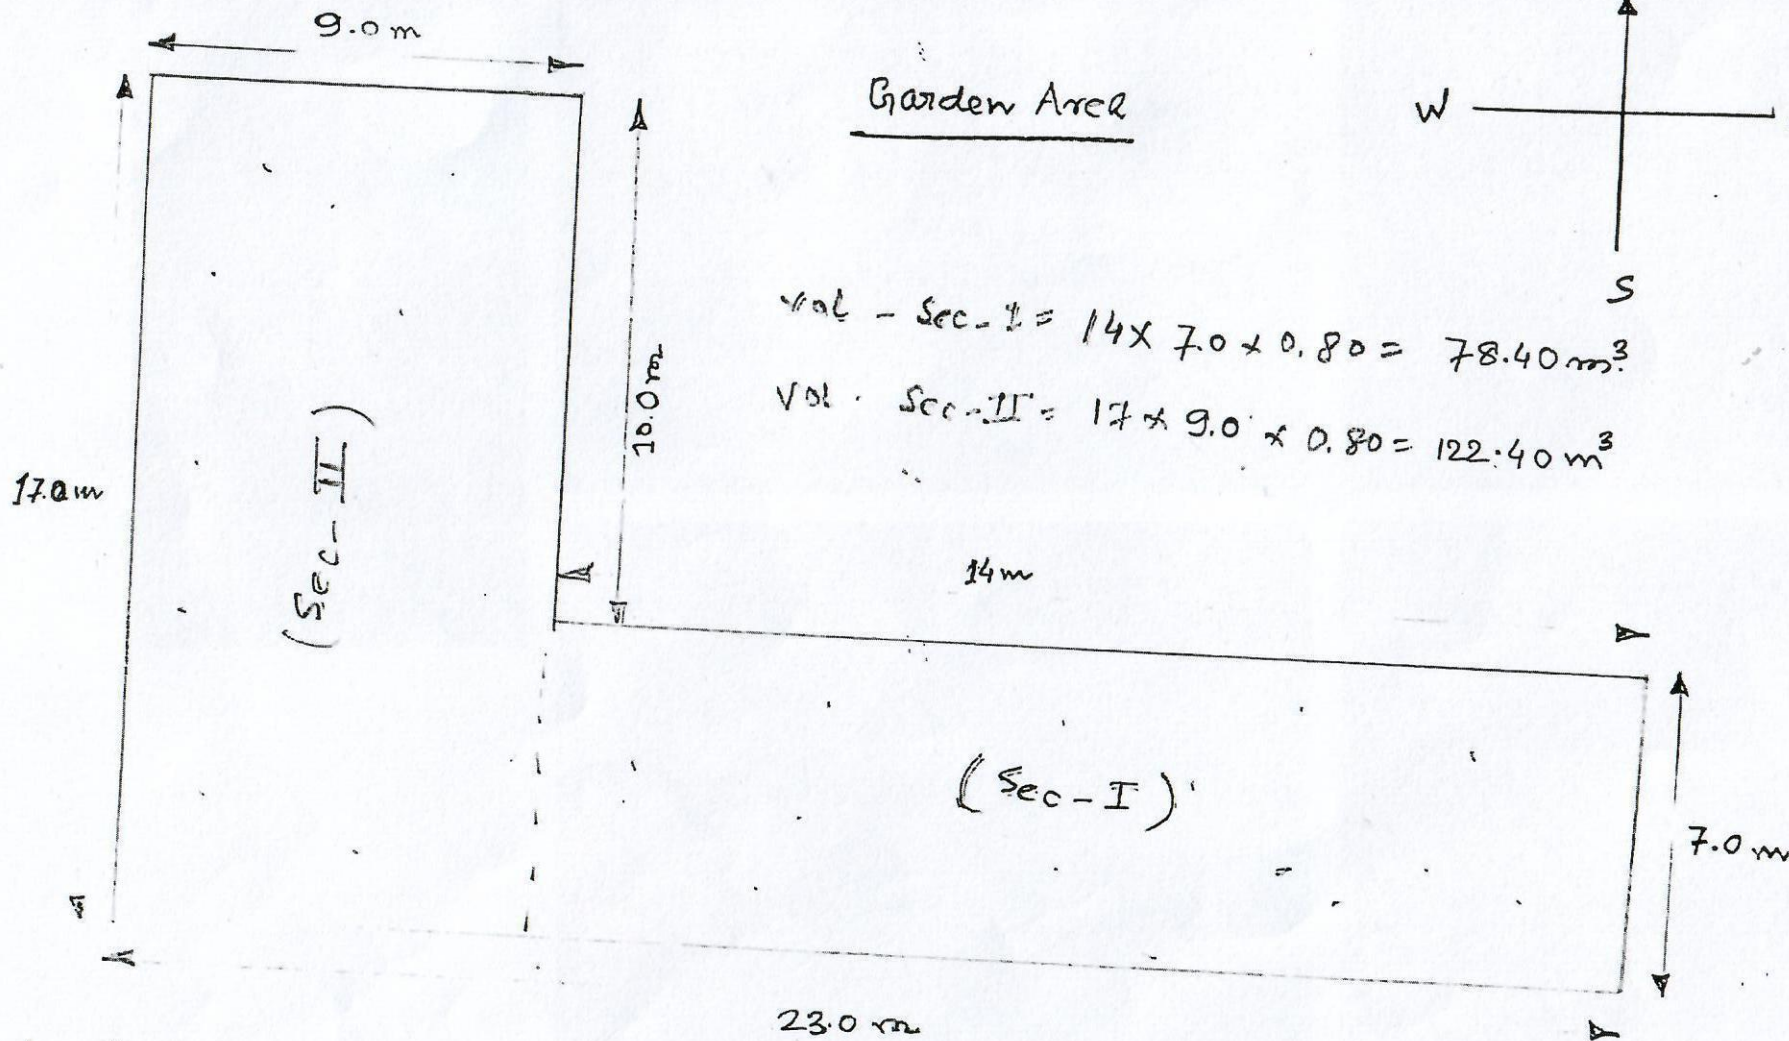 9.0 m
Garden Area
W
S
Vol - Sec-I = 14 x 7.0 x 0.80 = 78.40 m³
Vol. Sec-II = 17 x 9.0 x 0.80 = 122.40 m³
10.0 m
17.0 m
(Sec-II)
14 m
(Sec-I)
7.0 m
23.0 m